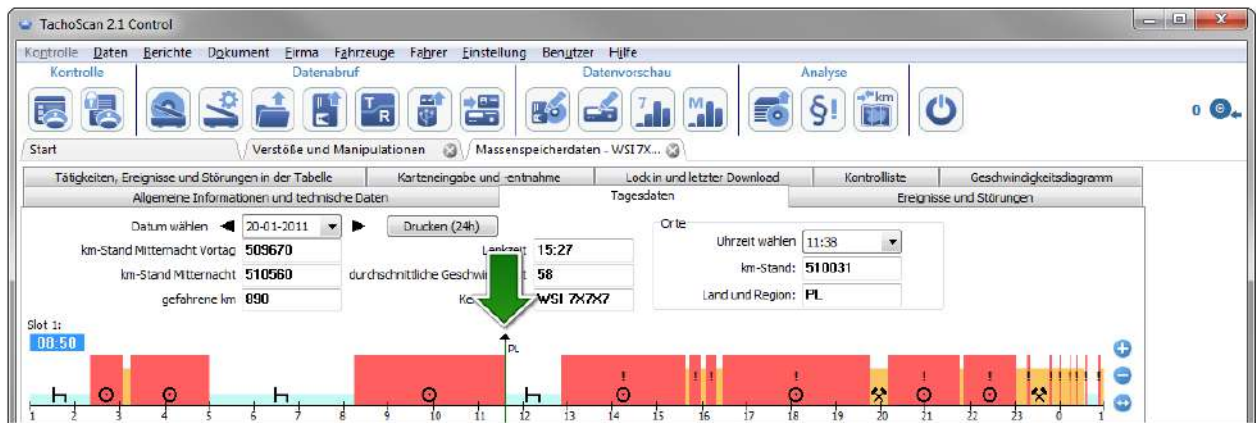 TachoScan 2.1 Control
Kontrolle Daten Berichte Dokument Firma Fahrzeuge Fahrer Einstellung Benutzer Hilfe
Kontrolle Datenabruf Datenvorschau Analyse
T R 7 M §! km
0
Start Verstöße und Manipulationen Massenspeicherdaten - WSI 7X...
Tätigkeiten, Ereignisse und Störungen in der Tabelle Karteneingabe und -entnahme Lock in und letzter Download Kontrolliste Geschwindigkeitsdiagramm
Allgemeine Informationen und technische Daten Tagesdaten Ereignisse und Störungen
Datum wählen 20-01-2011 Drucken (24h) Orte
Uhrzeit wählen 11:38
km-Stand Mitternacht Vortag 509670 Lenkzeit 15:27
km-Stand: 510031
km-Stand Mitternacht 510560 durchschnittliche 58
Land und Region: PL
gefahrene km 890 WSI 7X7X7
Slot 1:
00:50
PL
1 2 3 4 5 6 7 8 9 10 11 12 13 14 15 16 17 18 19 20 21 22 23 0 1